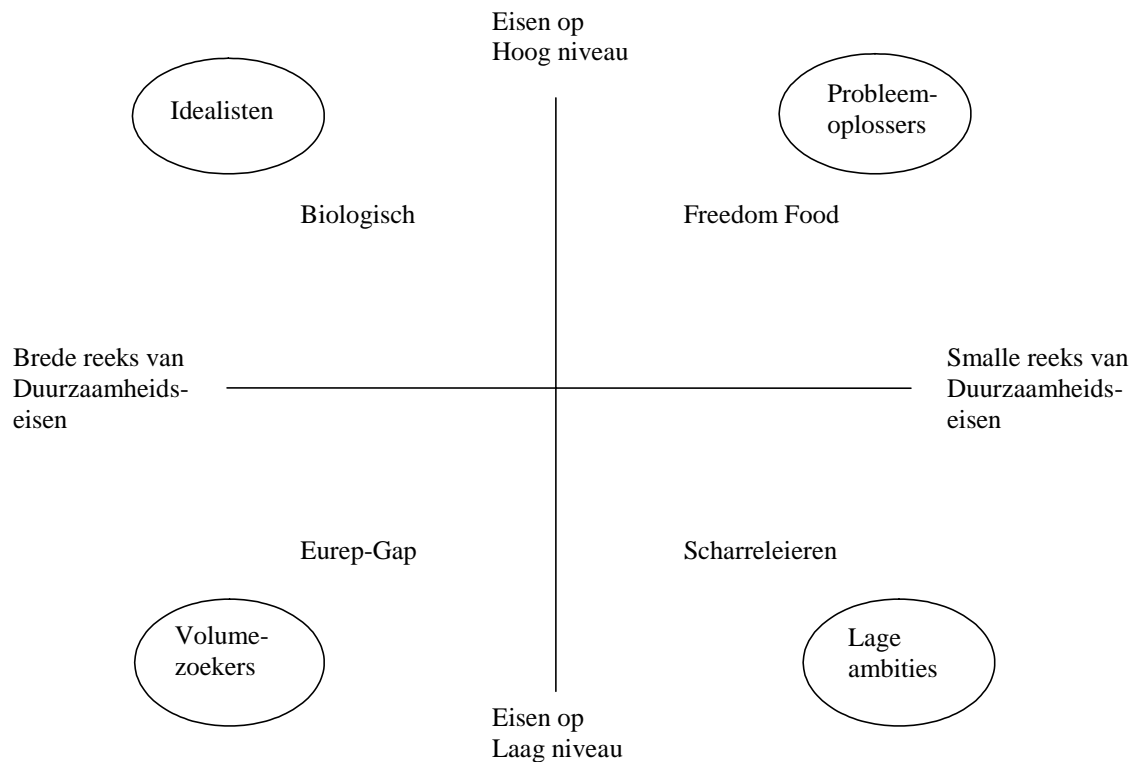 Eisen op
Hoog niveau
Idealisten
Probleem-
oplossers
Biologisch
Freedom Food
Brede reeks van
Duurzaamheids-
eisen
Smalle reeks van
Duurzaamheids-
eisen
Eurep-Gap
Scharreleieren
Volume-
zoekers
Lage
ambities
Eisen op
Laag niveau